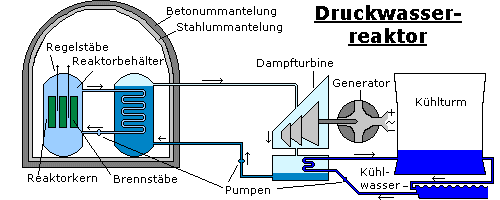 Druckwasser-
reaktor
Betonummantelung
Stahlummantelung
Regelstäbe
Reaktorbehälter
Dampfturbine
Generator
Kühlturm
+
~
-
Reaktorkern
Brennstäbe
Pumpen
Kühl-
wasser